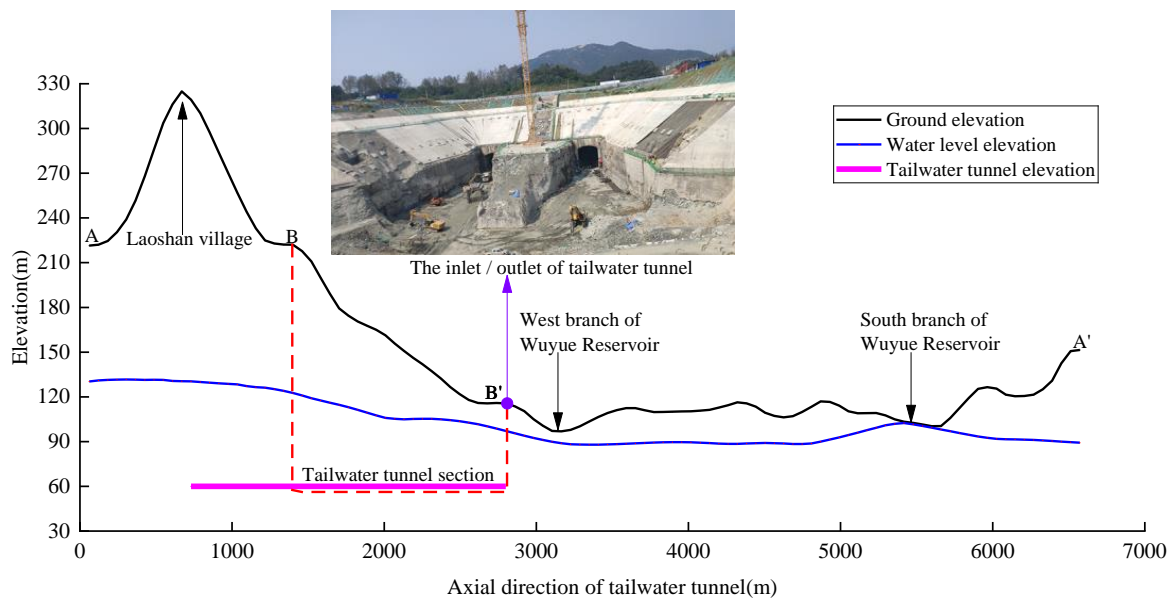 330
300
270
240
210
180
150
120
90
60
30
Elevation(m)
0
1000
2000
3000
4000
5000
6000
7000
Axial direction of tailwater tunnel(m)
Ground elevation
Water level elevation
Tailwater tunnel elevation
A
Laoshan village
B
The inlet / outlet of tailwater tunnel
West branch of
Wuyue Reservoir
South branch of
Wuyue Reservoir
A'
B'
Tailwater tunnel section